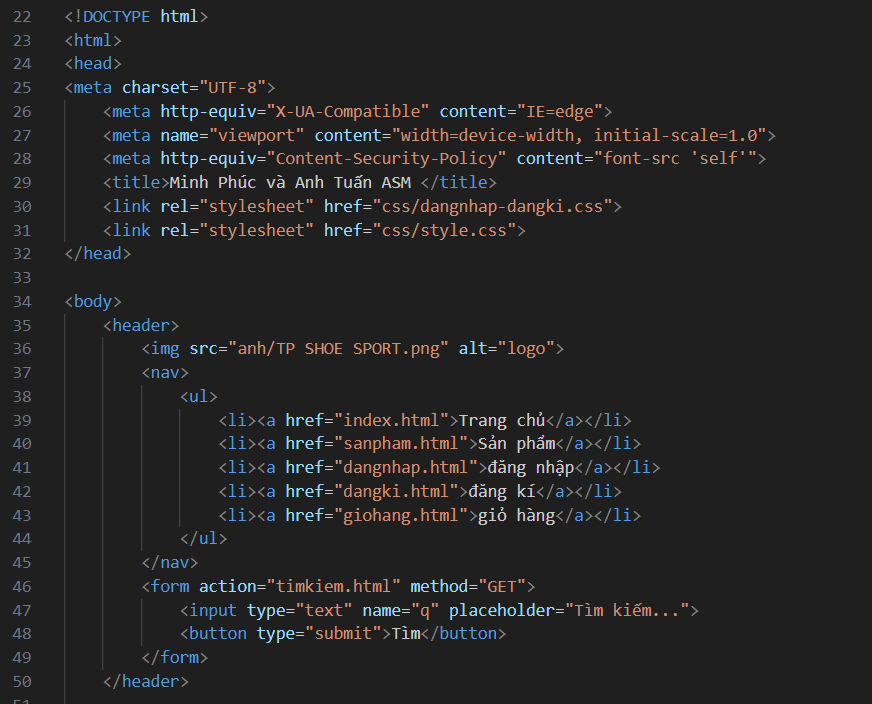 22 <!DOCTYPE html>
23 <html>
24 <head>
25 <meta charset="UTF-8">
26     <meta http-equiv="X-UA-Compatible" content="IE=edge">
27     <meta name="viewport" content="width=device-width, initial-scale=1.0">
28     <meta http-equiv="Content-Security-Policy" content="font-src 'self'">
29     <title>Minh Phúc và Anh Tuấn ASM </title>
30     <link rel="stylesheet" href="css/dangnhap-dangki.css">
31     <link rel="stylesheet" href="css/style.css">
32 </head>
33
34 <body>
35     <header>
36         <img src="anh/TP SHOE SPORT.png" alt="logo">
37         <nav>
38             <ul>
39                 <li><a href="index.html">Trang chủ</a></li>
40                 <li><a href="sanpham.html">Sản phẩm</a></li>
41                 <li><a href="dangnhap.html">đăng nhập</a></li>
42                 <li><a href="dangki.html">đăng kí</a></li>
43                 <li><a href="giohang.html">giỏ hàng</a></li>
44             </ul>
45         </nav>
46         <form action="timkiem.html" method="GET">
47             <input type="text" name="q" placeholder="Tìm kiếm...">
48             <button type="submit">Tìm</button>
49         </form>
50     </header>